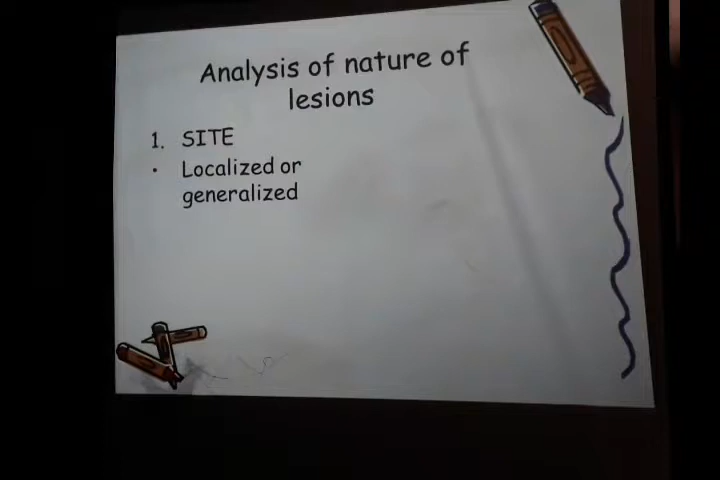 Analysis of nature of
lesions
1. SITE
• Localized or
generalized